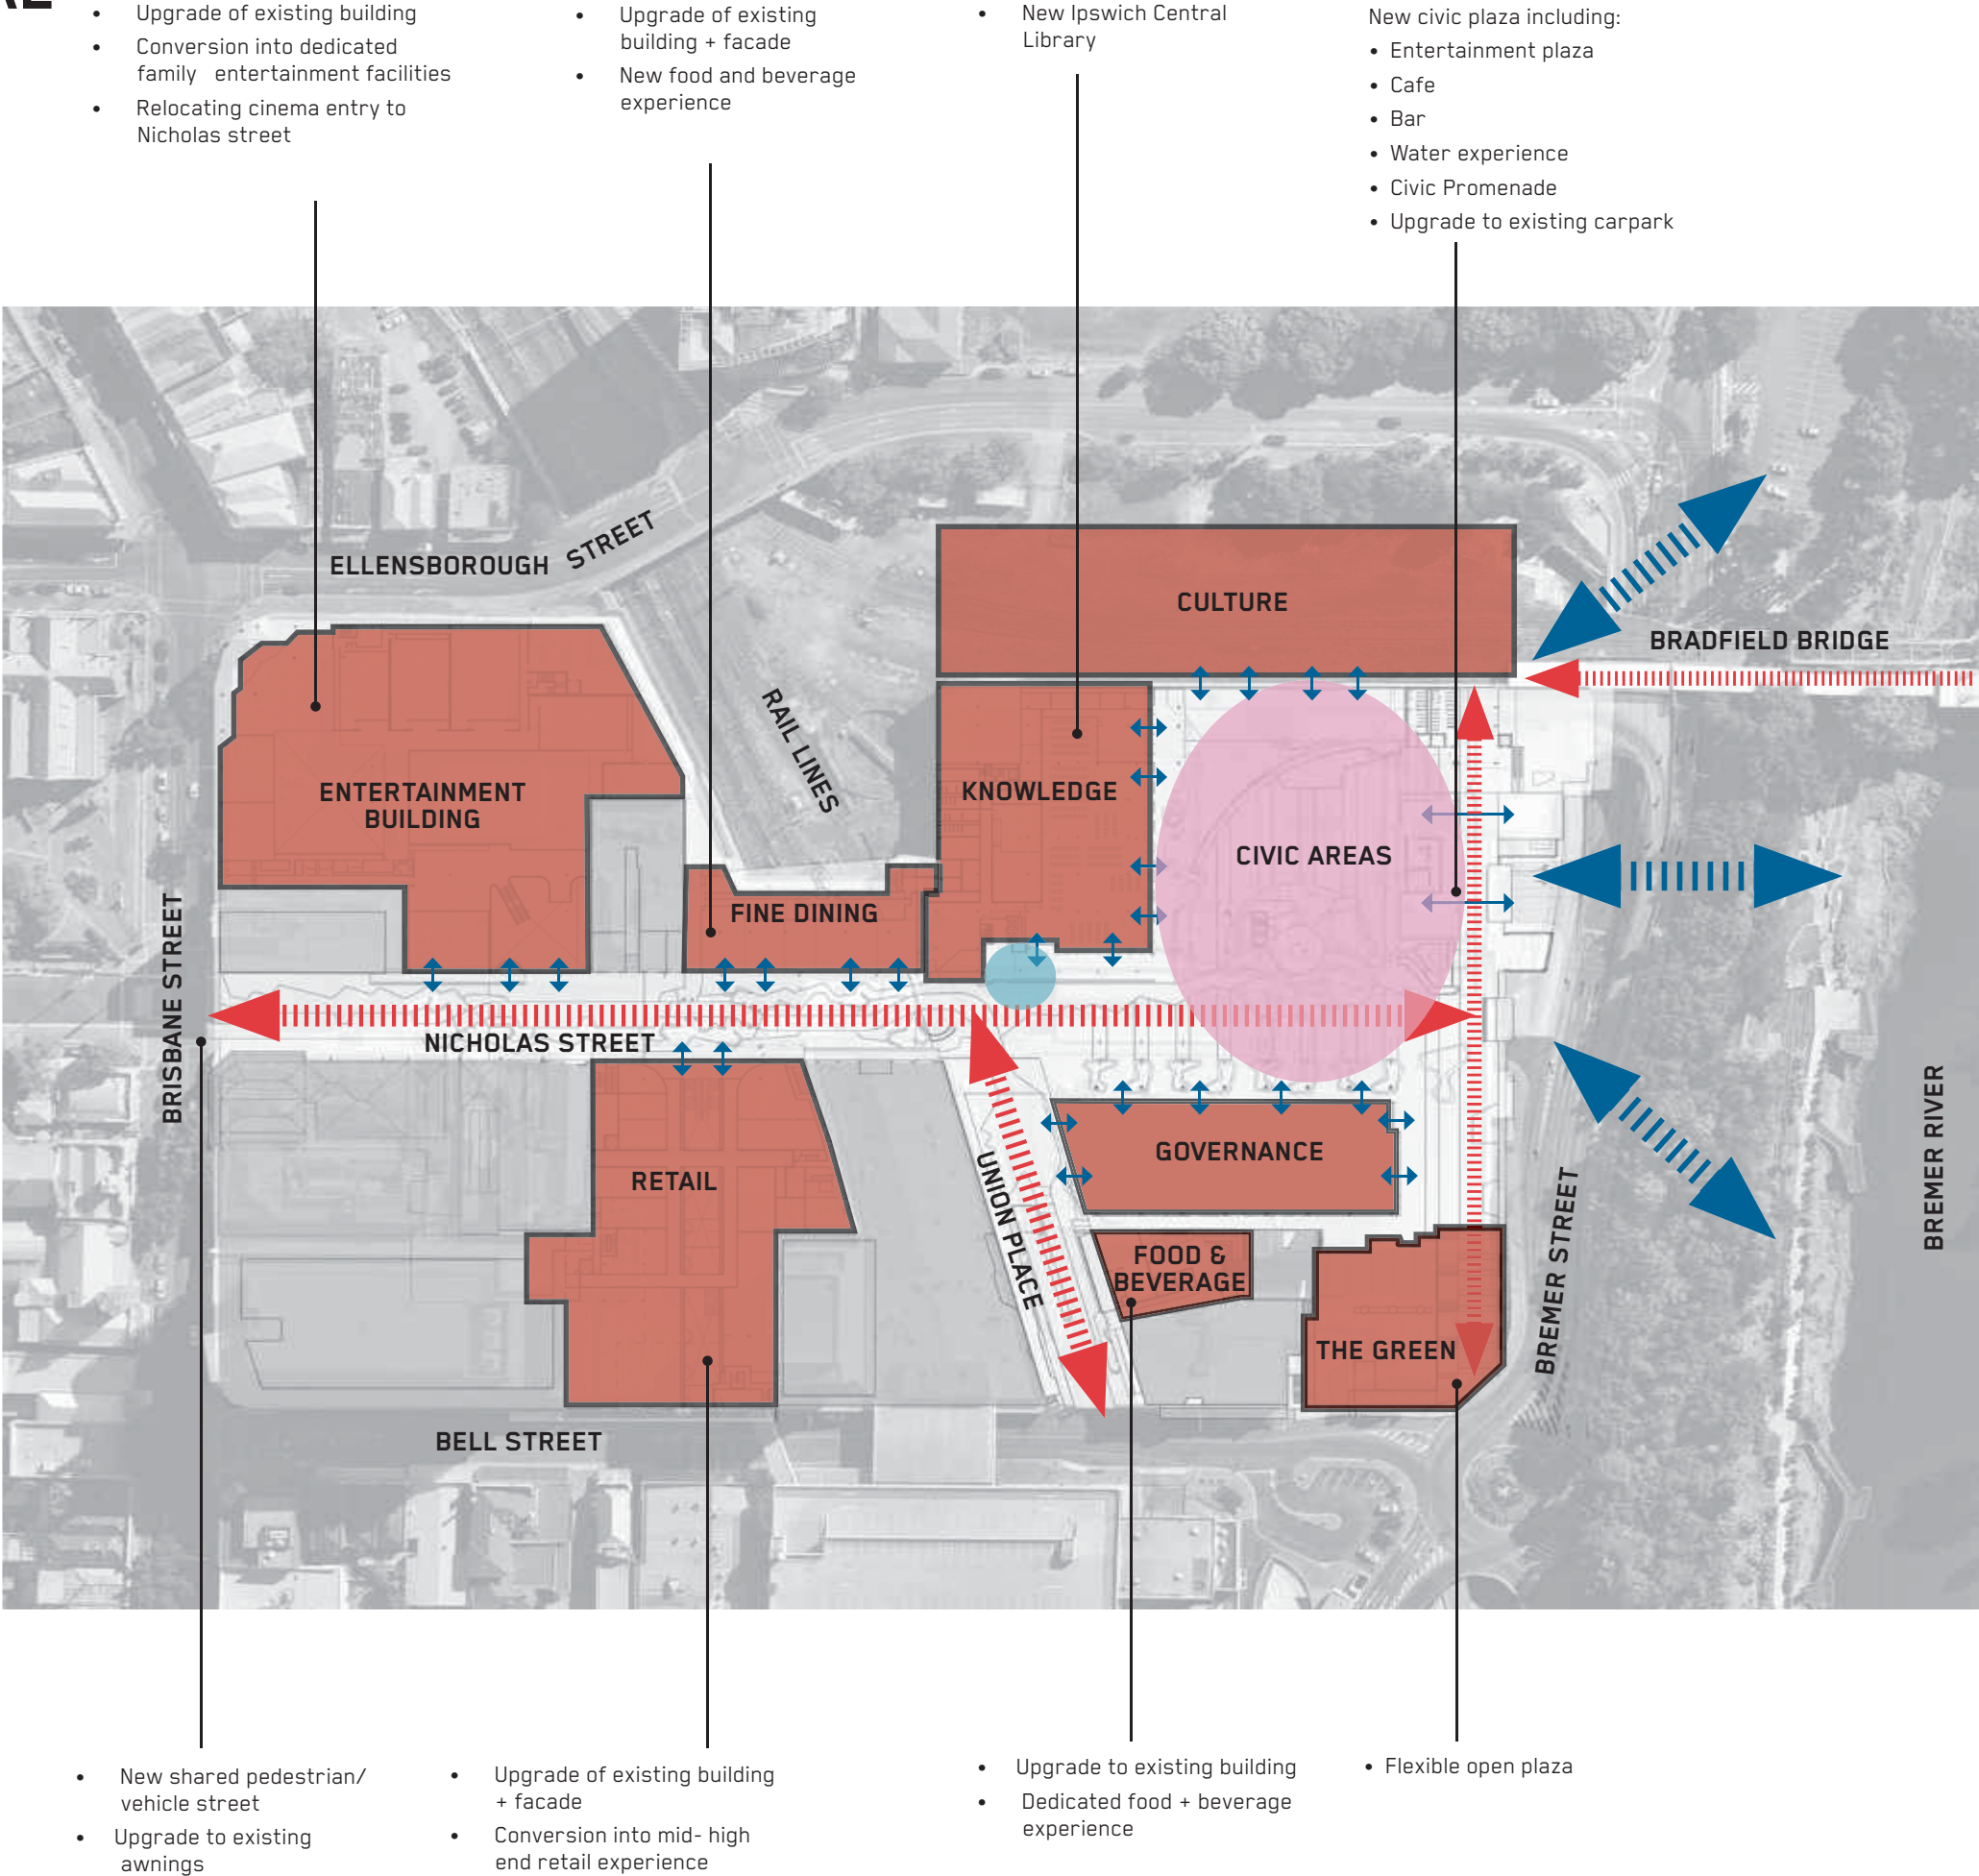 • Upgrade of existing building
• Conversion into dedicated
family entertainment facilities
• Relocating cinema entry to
Nicholas street
• Upgrade of existing
building + facade
• New food and beverage
experience
• New Ipswich Central
Library
New civic plaza including:
• Entertainment plaza
• Cafe
• Bar
• Water experience
• Civic Promenade
• Upgrade to existing carpark
ELLENSBOROUGH STREET
CULTURE
BRADFIELD BRIDGE
RAIL LINES
ENTERTAINMENT
BUILDING
KNOWLEDGE
CIVIC AREAS
FINE DINING
BRISBANE STREET
NICHOLAS STREET
RETAIL
UNION PLACE
GOVERNANCE
FOOD &
BEVERAGE
THE GREEN
BREMER STREET
BREMER RIVER
BELL STREET
• New shared pedestrian/
vehicle street
• Upgrade to existing
awnings
• Upgrade of existing building
+ facade
• Conversion into mid- high
end retail experience
• Upgrade to existing building
• Dedicated food + beverage
experience
• Flexible open plaza